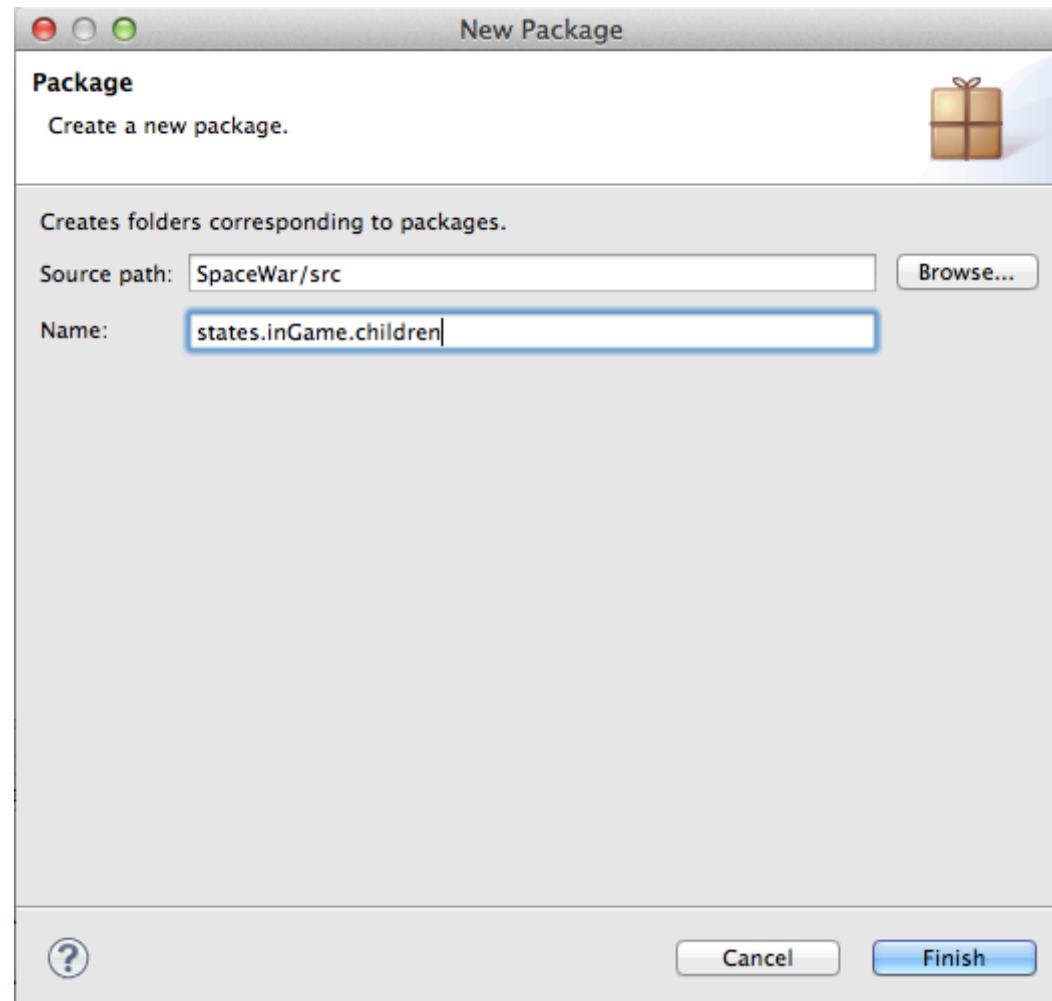 New Package
Package
Create a new package.
Creates folders corresponding to packages.
Source path: SpaceWar/src Browse...
Name: states.inGame.children
? Cancel Finish